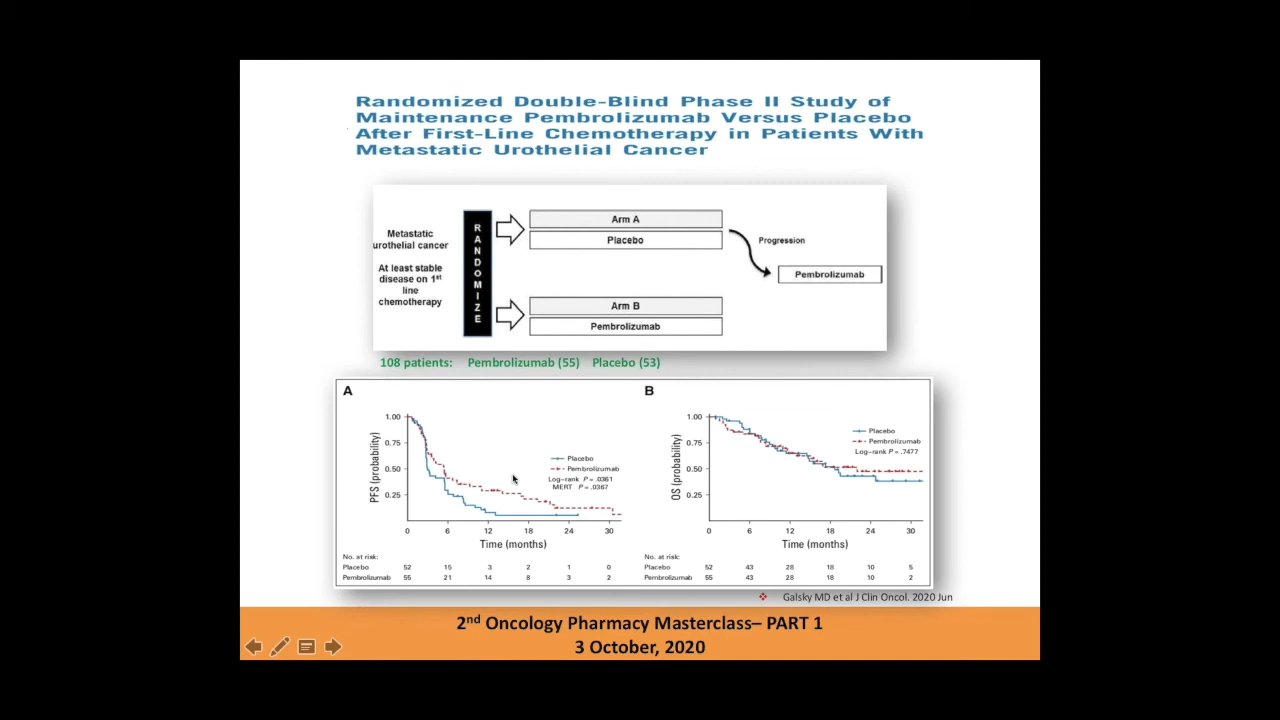 Randomized Double-Blind Phase II Study of
Maintenance Pembrolizumab Versus Placebo
After First-Line Chemotherapy in Patients With
Metastatic Urothelial Cancer
Metastatic
urothelial cancer
At least stable
disease on 1st
line
chemotherapy
RANDOMIZE
Arm A
Placebo
Progression
Pembrolizumab
Arm B
Pembrolizumab
108 patients: Pembrolizumab (55) Placebo (53)
A
PFS (probability)
1.00
0.75
0.50
0.25
Placebo
Pembrolizumab
Log-rank P = .0361
MERT P = .0367
0 6 12 18 24 30
Time (months)
No. at risk:
Placebo 52 15 3 2 1 0
Pembrolizumab 55 21 14 8 3 2
B
OS (probability)
1.00
0.75
0.50
0.25
Placebo
Pembrolizumab
Log-rank P = .7477
0 6 12 18 24 30
Time (months)
No. at risk:
Placebo 52 43 28 18 10 5
Pembrolizumab 55 43 28 18 10 2
Galsky MD et al J Clin Oncol. 2020 Jun
2nd Oncology Pharmacy Masterclass– PART 1
3 October, 2020